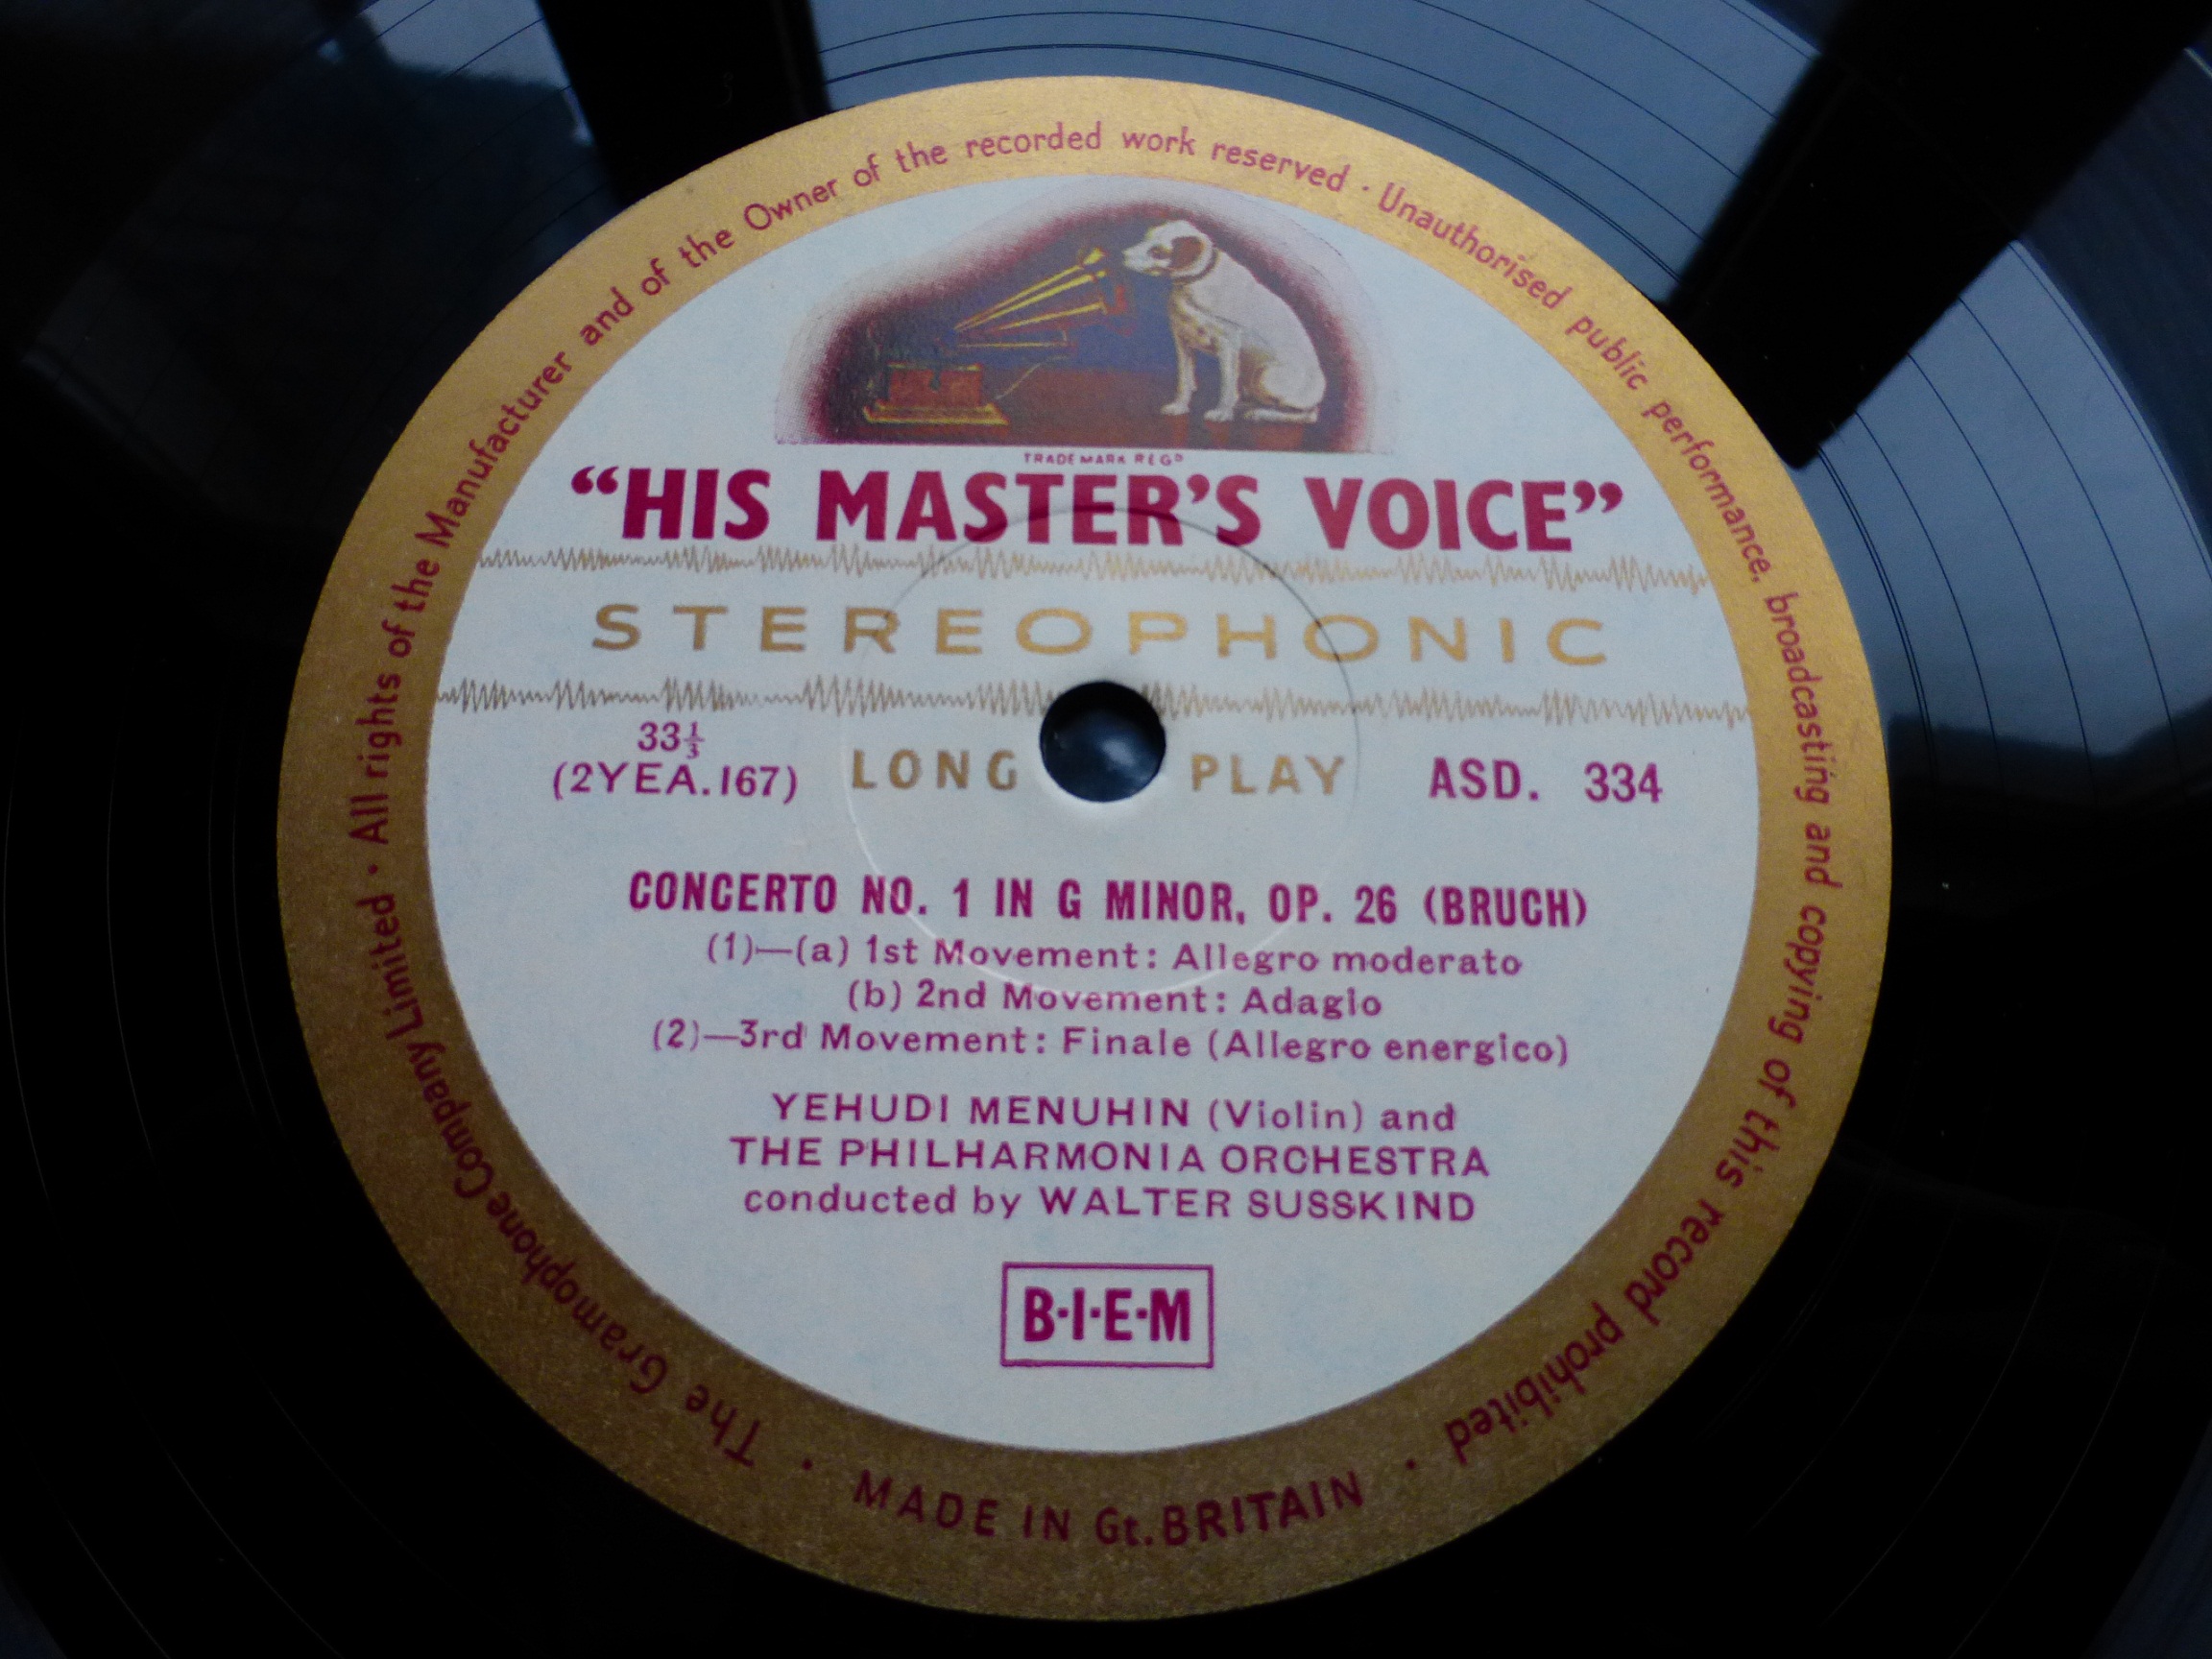 The Gramophone Company Limited · All rights of the Manufacturer and of the Owner of the recorded work reserved · Unauthorised public performance, broadcasting and copying of this record prohibited ·
TRADE MARK REGD
“HIS MASTER’S VOICE”
STEREOPHONIC
33⅓
(2YEA.167)
LONG PLAY
ASD. 334
CONCERTO NO. 1 IN G MINOR, OP. 26 (BRUCH)
(1)—(a) 1st Movement: Allegro moderato
(b) 2nd Movement: Adagio
(2)—3rd Movement: Finale (Allegro energico)
YEHUDI MENUHIN (Violin) and
THE PHILHARMONIA ORCHESTRA
conducted by WALTER SUSSKIND
B·I·E·M
MADE IN Gt. BRITAIN ·